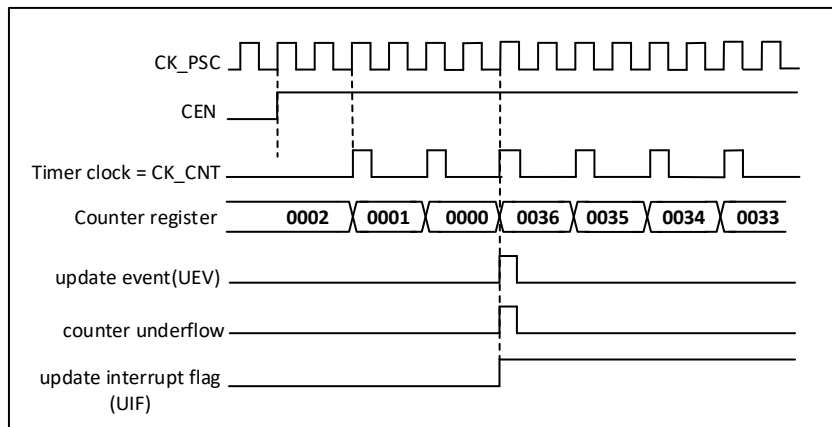 CK_PSC
CEN
Timer clock = CK_CNT
Counter register 0002 0001 0000 0036 0035 0034 0033
update event(UEV)
counter underflow
update interrupt flag
(UIF)